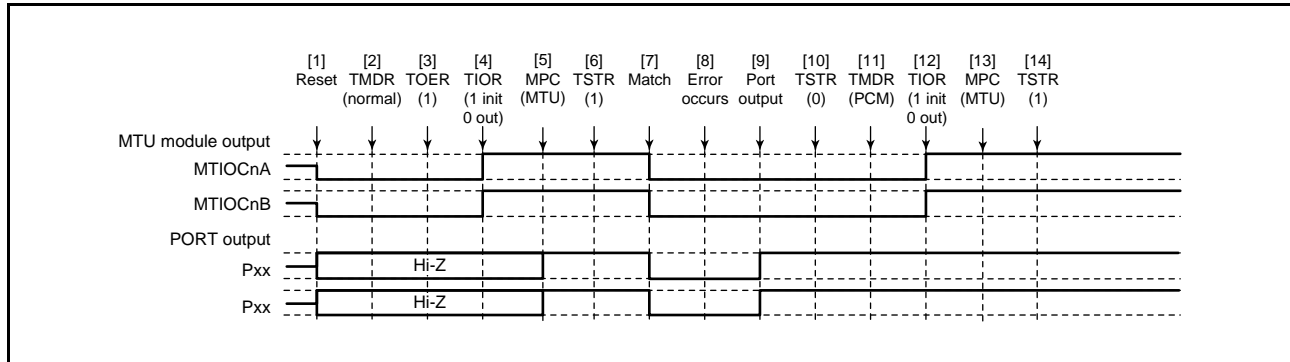 [1] [2] [3] [4] [5] [6] [7] [8] [9] [10] [11] [12] [13] [14]
Reset TMDR TOER TIOR MPC TSTR Match Error Port TSTR TMDR TIOR MPC TSTR
(normal) (1) (1 init (MTU) (1) occurs output (0) (PCM) (1 init (MTU) (1)
0 out) 0 out)
MTU module output
MTIOCnA
MTIOCnB
PORT output
Pxx Hi-Z
Pxx Hi-Z